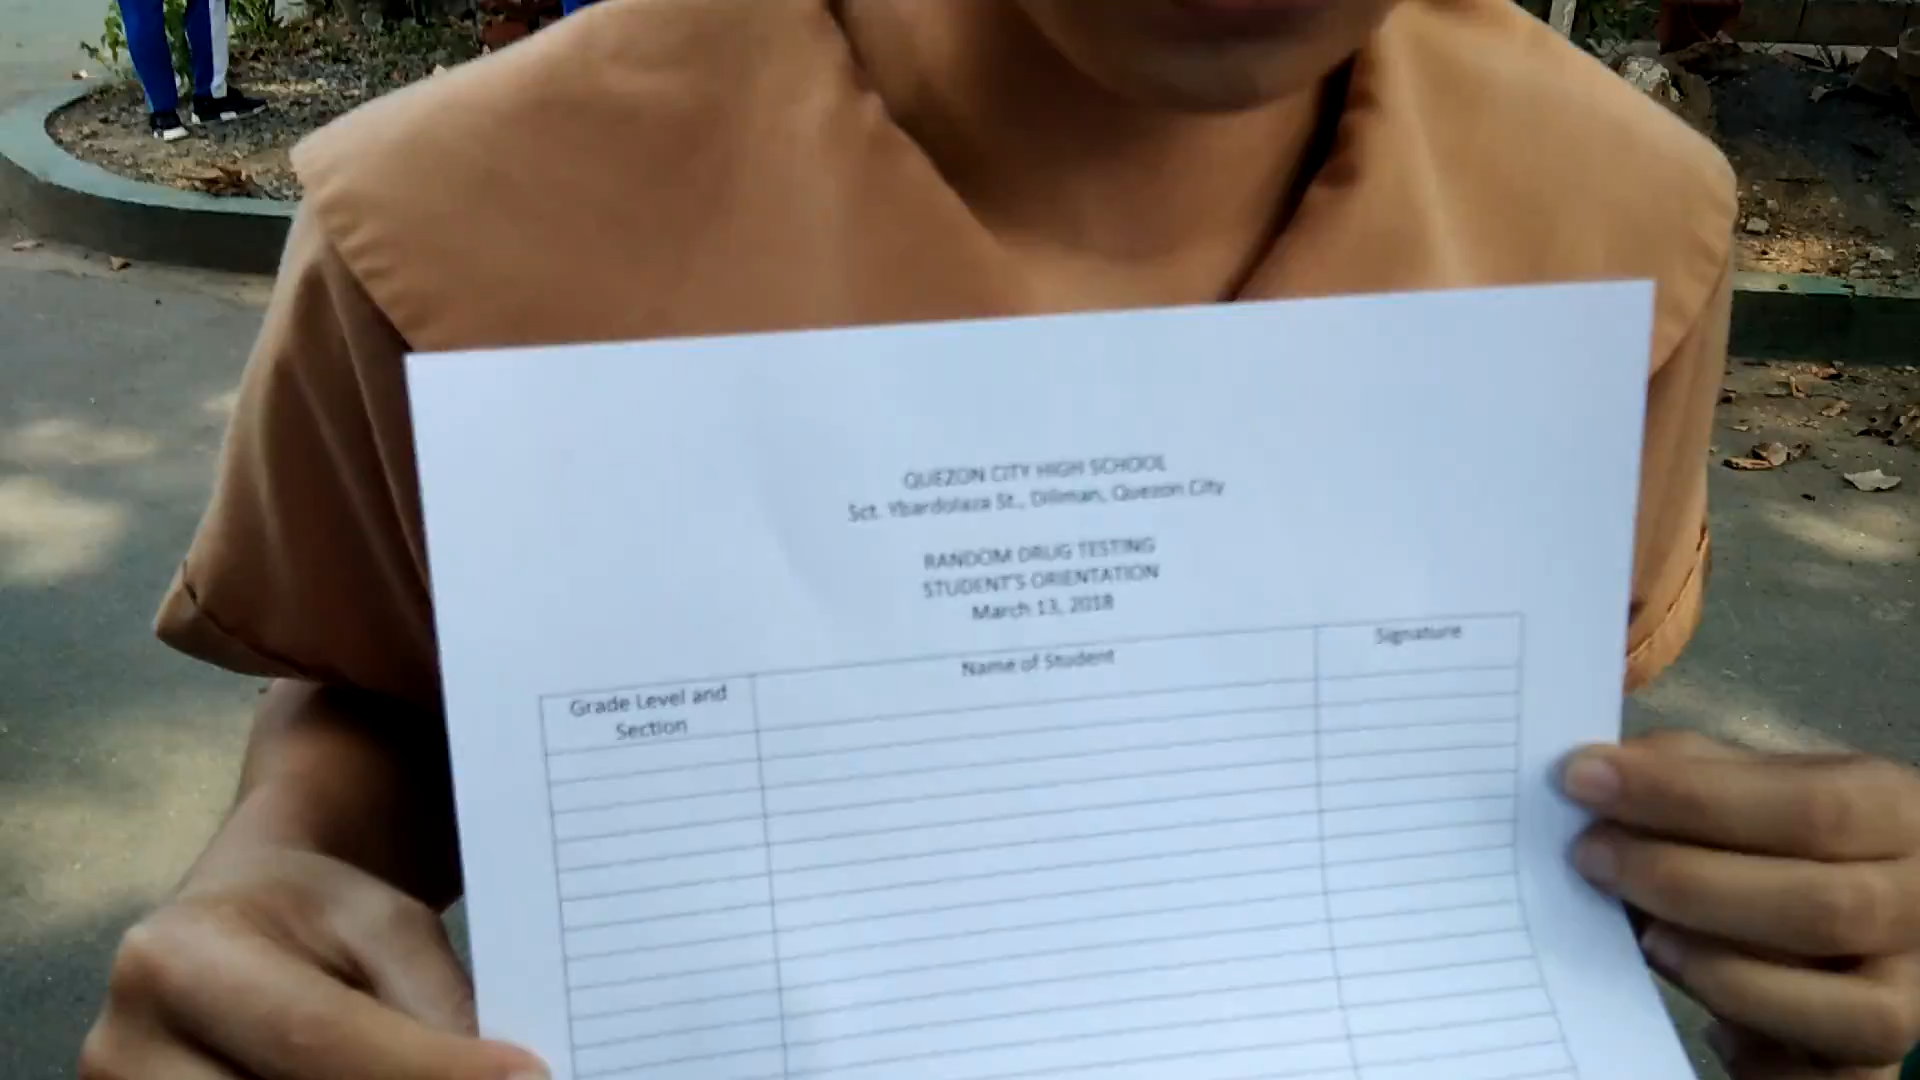 QUEZON CITY HIGH SCHOOL
Sct. Ybardolaza St., Diliman, Quezon City
RANDOM DRUG TESTING
STUDENT'S ORIENTATION
March 13, 2018
Grade Level and
Section
Name of Student
Signature